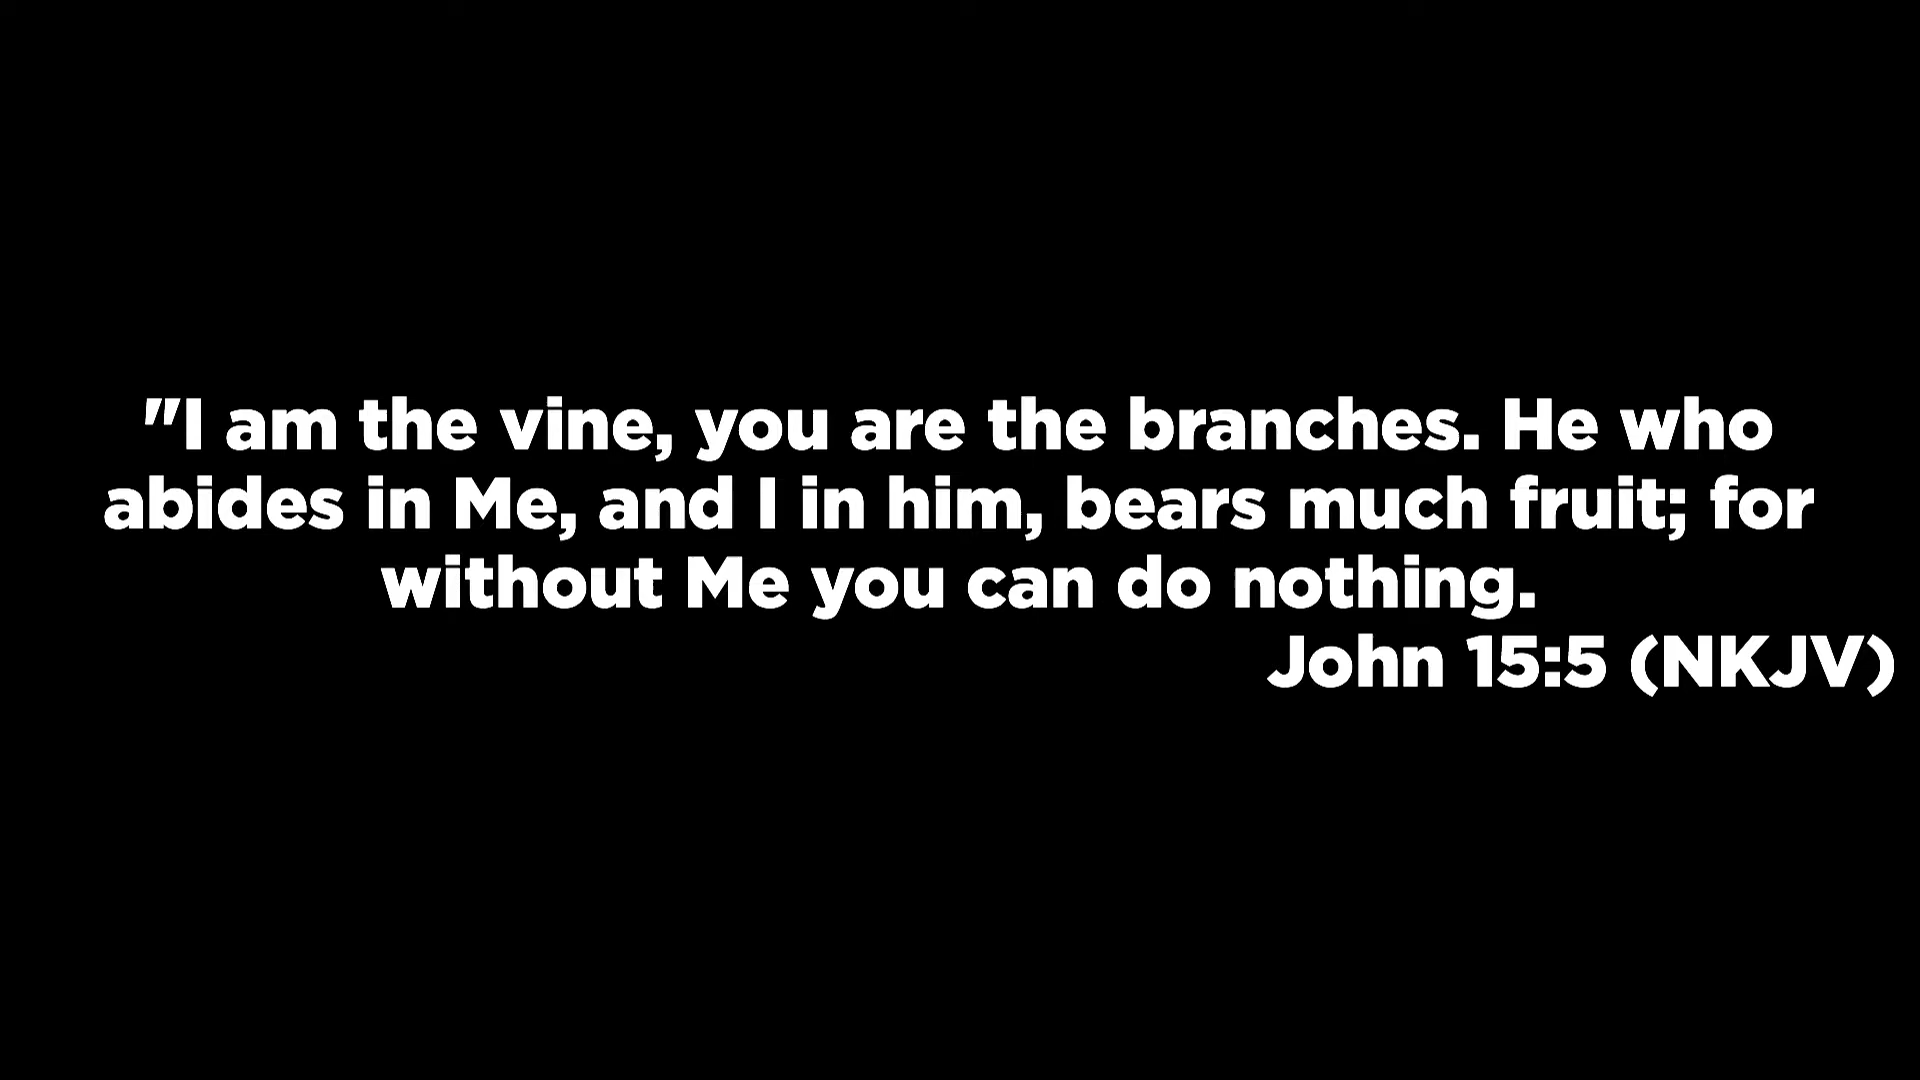 "I am the vine, you are the branches. He who
abides in Me, and I in him, bears much fruit; for
without Me you can do nothing.
John 15:5 (NKJV)